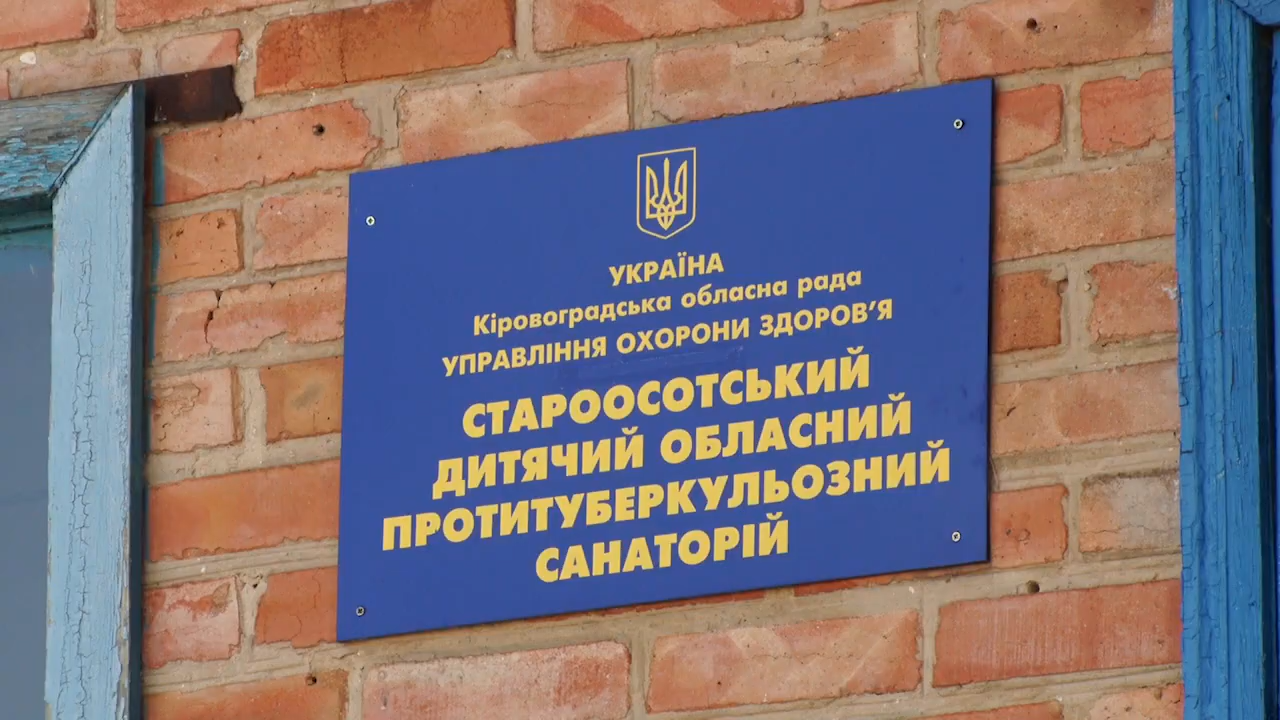 УКРАЇНА
Кіровоградська обласна рада
УПРАВЛІННЯ ОХОРОНИ ЗДОРОВ’Я
СТАРООСОТСЬКИЙ
ДИТЯЧИЙ ОБЛАСНИЙ
ПРОТИТУБЕРКУЛЬОЗНИЙ
САНАТОРІЙ